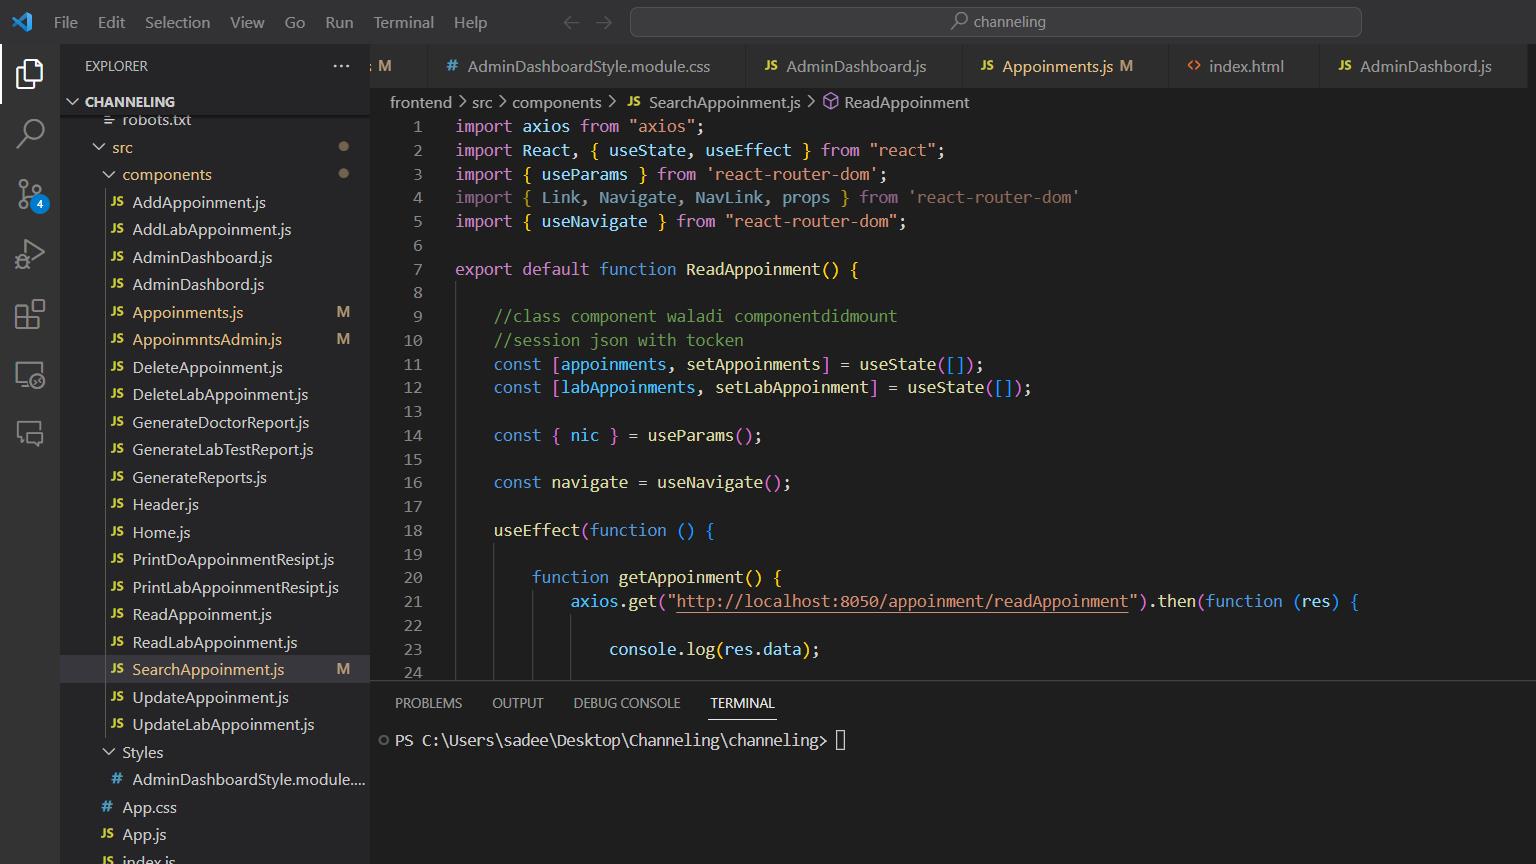 File Edit Selection View Go Run Terminal Help
channeling
EXPLORER
CHANNELING
robots.txt
src
components
JS AddAppoinment.js
JS AddLabAppoinment.js
JS AdminDashboard.js
JS AdminDashbord.js
JS Appoinments.js M
JS AppoinmntsAdmin.js M
JS DeleteAppoinment.js
JS DeleteLabAppoinment.js
JS GenerateDoctorReport.js
JS GenerateLabTestReport.js
JS GenerateReports.js
JS Header.js
JS Home.js
JS PrintDoAppoinmentResipt.js
JS PrintLabAppoinmentResipt.js
JS ReadAppoinment.js
JS ReadLabAppoinment.js
JS SearchAppoinment.js M
JS UpdateAppoinment.js
JS UpdateLabAppoinment.js
Styles
# AdminDashboardStyle.module....
# App.css
JS App.js
JS index.js
4
M # AdminDashboardStyle.module.css JS AdminDashboard.js JS Appoinments.js M <> index.html JS AdminDashbord.js
frontend > src > components > JS SearchAppoinment.js > ReadAppoinment
1 import axios from "axios";
2 import React, { useState, useEffect } from "react";
3 import { useParams } from 'react-router-dom';
4 import { Link, Navigate, NavLink, props } from 'react-router-dom'
5 import { useNavigate } from "react-router-dom";
6
7 export default function ReadAppoinment() {
8
9 //class component waladi componentdidmount
10 //session json with tocken
11 const [appoinments, setAppoinments] = useState([]);
12 const [labAppoinments, setLabAppoinment] = useState([]);
13
14 const { nic } = useParams();
15
16 const navigate = useNavigate();
17
18 useEffect(function () {
19
20 function getAppoinment() {
21 axios.get("http://localhost:8050/appoinment/readAppoinment").then(function (res) {
22
23 console.log(res.data);
24
PROBLEMS OUTPUT DEBUG CONSOLE TERMINAL
PS C:\Users\sadee\Desktop\Channeling\channeling>